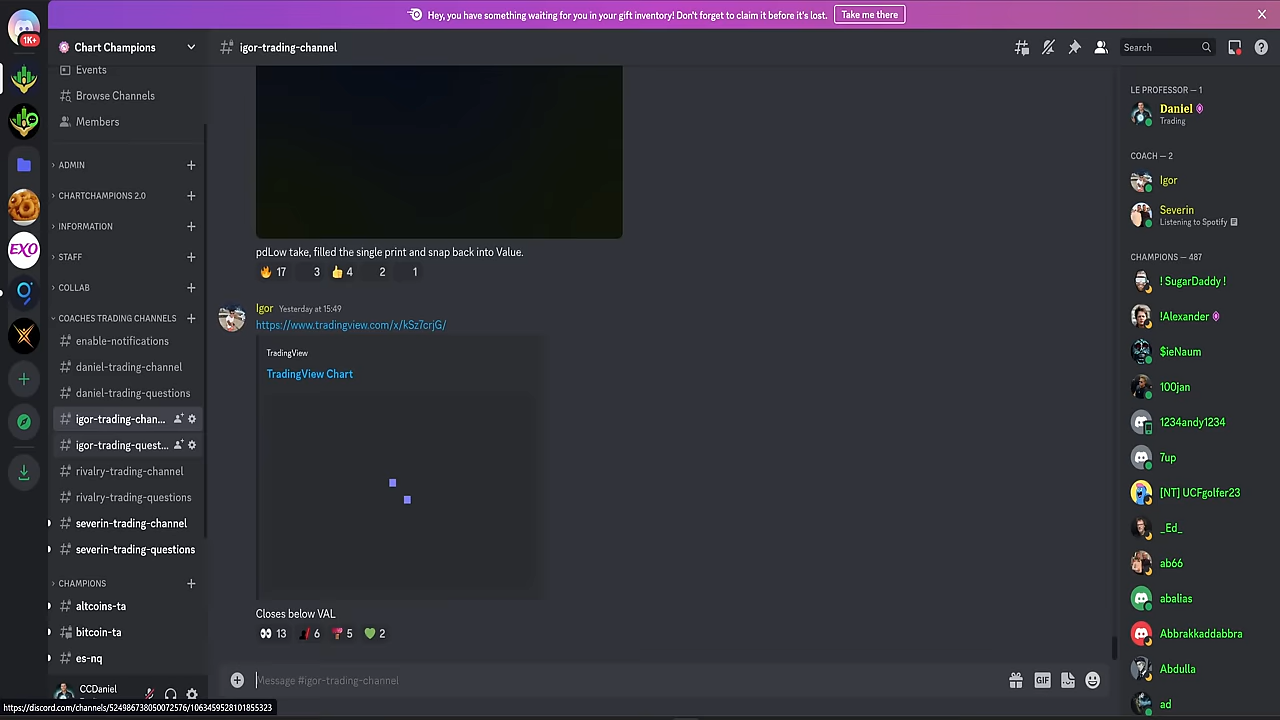 Hey, you have something waiting for you in your gift inventory! Don't forget to claim it before it's lost.
Take me there
1K+
EXO
Chart Champions
Events
Browse Channels
Members
ADMIN
CHARTCHAMPIONS 2.0
INFORMATION
STAFF
COLLAB
COACHES TRADING CHANNELS
enable-notifications
daniel-trading-channel
daniel-trading-questions
igor-trading-chan...
igor-trading-quest...
rivalry-trading-channel
rivalry-trading-questions
severin-trading-channel
severin-trading-questions
CHAMPIONS
altcoins-ta
bitcoin-ta
es-nq
CCDaniel
https://discord.com/channels/524986738050072576/1063459528101855323
igor-trading-channel
Search
pdLow take, filled the single print and snap back into Value.
17 3 4 2 1
Igor Yesterday at 15:49
https://www.tradingview.com/x/kSz7crjG/
TradingView
TradingView Chart
Closes below VAL
13 6 5 2
Message #igor-trading-channel
GIF
LE PROFESSOR — 1
Daniel
Trading
COACH — 2
Igor
Severin
Listening to Spotify
CHAMPIONS — 487
! SugarDaddy !
!Alexander
$ieNaum
100jan
1234andy1234
7up
[NT] UCFgolfer23
_Ed_
ab66
abalias
Abbrakkaddabbra
Abdulla
ad